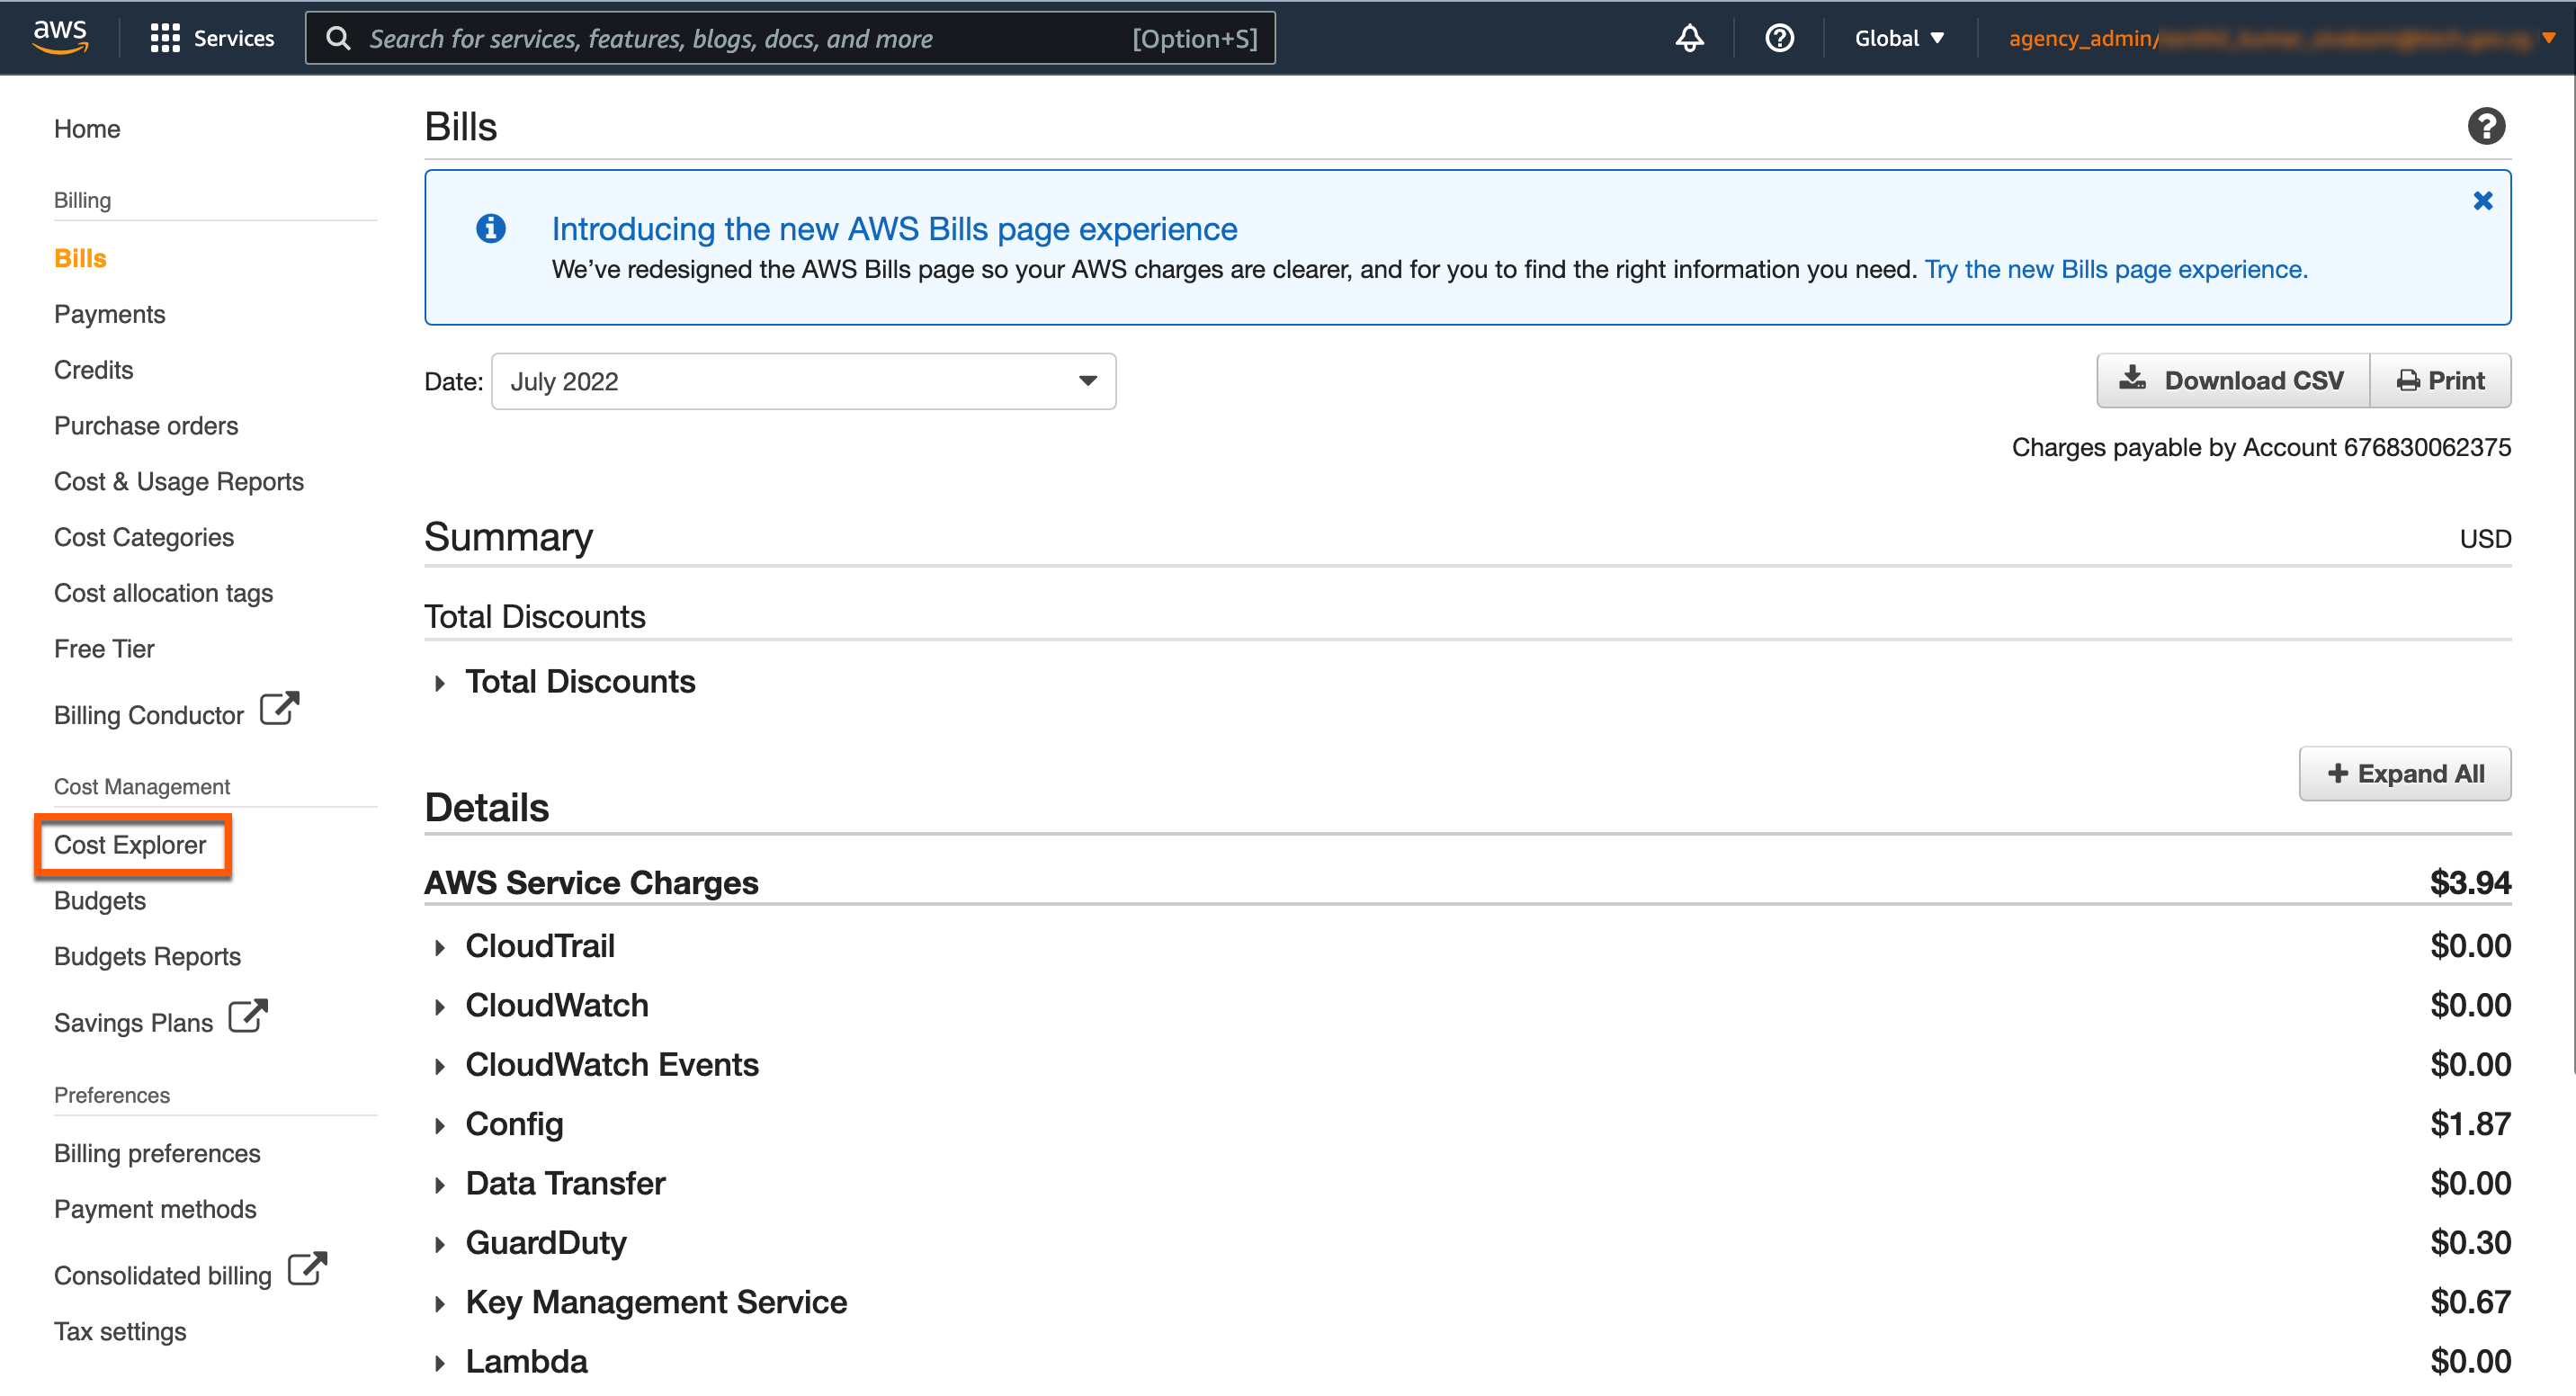 aws Services Search for services, features, blogs, docs, and more [Option+S] Global agency_admin/
Home
Billing
Bills
Payments
Credits
Purchase orders
Cost & Usage Reports
Cost Categories
Cost allocation tags
Free Tier
Billing Conductor
Cost Management
Cost Explorer
Budgets
Budgets Reports
Savings Plans
Preferences
Billing preferences
Payment methods
Consolidated billing
Tax settings
Bills
Introducing the new AWS Bills page experience
We’ve redesigned the AWS Bills page so your AWS charges are clearer, and for you to find the right information you need. Try the new Bills page experience.
Date: July 2022
Download CSV Print
Charges payable by Account 676830062375
Summary USD
Total Discounts
Total Discounts
Expand All
Details
AWS Service Charges $3.94
CloudTrail $0.00
CloudWatch $0.00
CloudWatch Events $0.00
Config $1.87
Data Transfer $0.00
GuardDuty $0.30
Key Management Service $0.67
Lambda $0.00